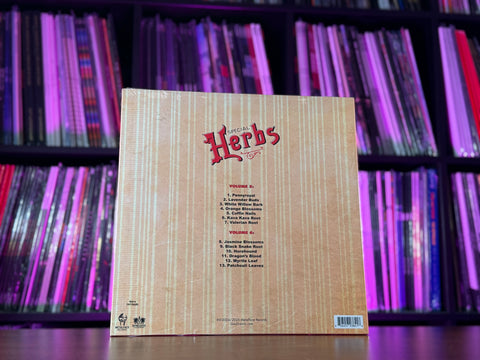 SPECIAL
Herbs
VOLUME 5:
1. Pennyroyal
2. Lavender Buds
3. White Willow Bark
4. Orange Blossoms
5. Coffin Nails
6. Kava Kava Root
7. Valerian Root
VOLUME 6:
8. Jasmine Blossoms
9. Black Snake Root
10. Horehound
11. Dragon's Blood
12. Myrtle Leaf
13. Patchouli Leaves